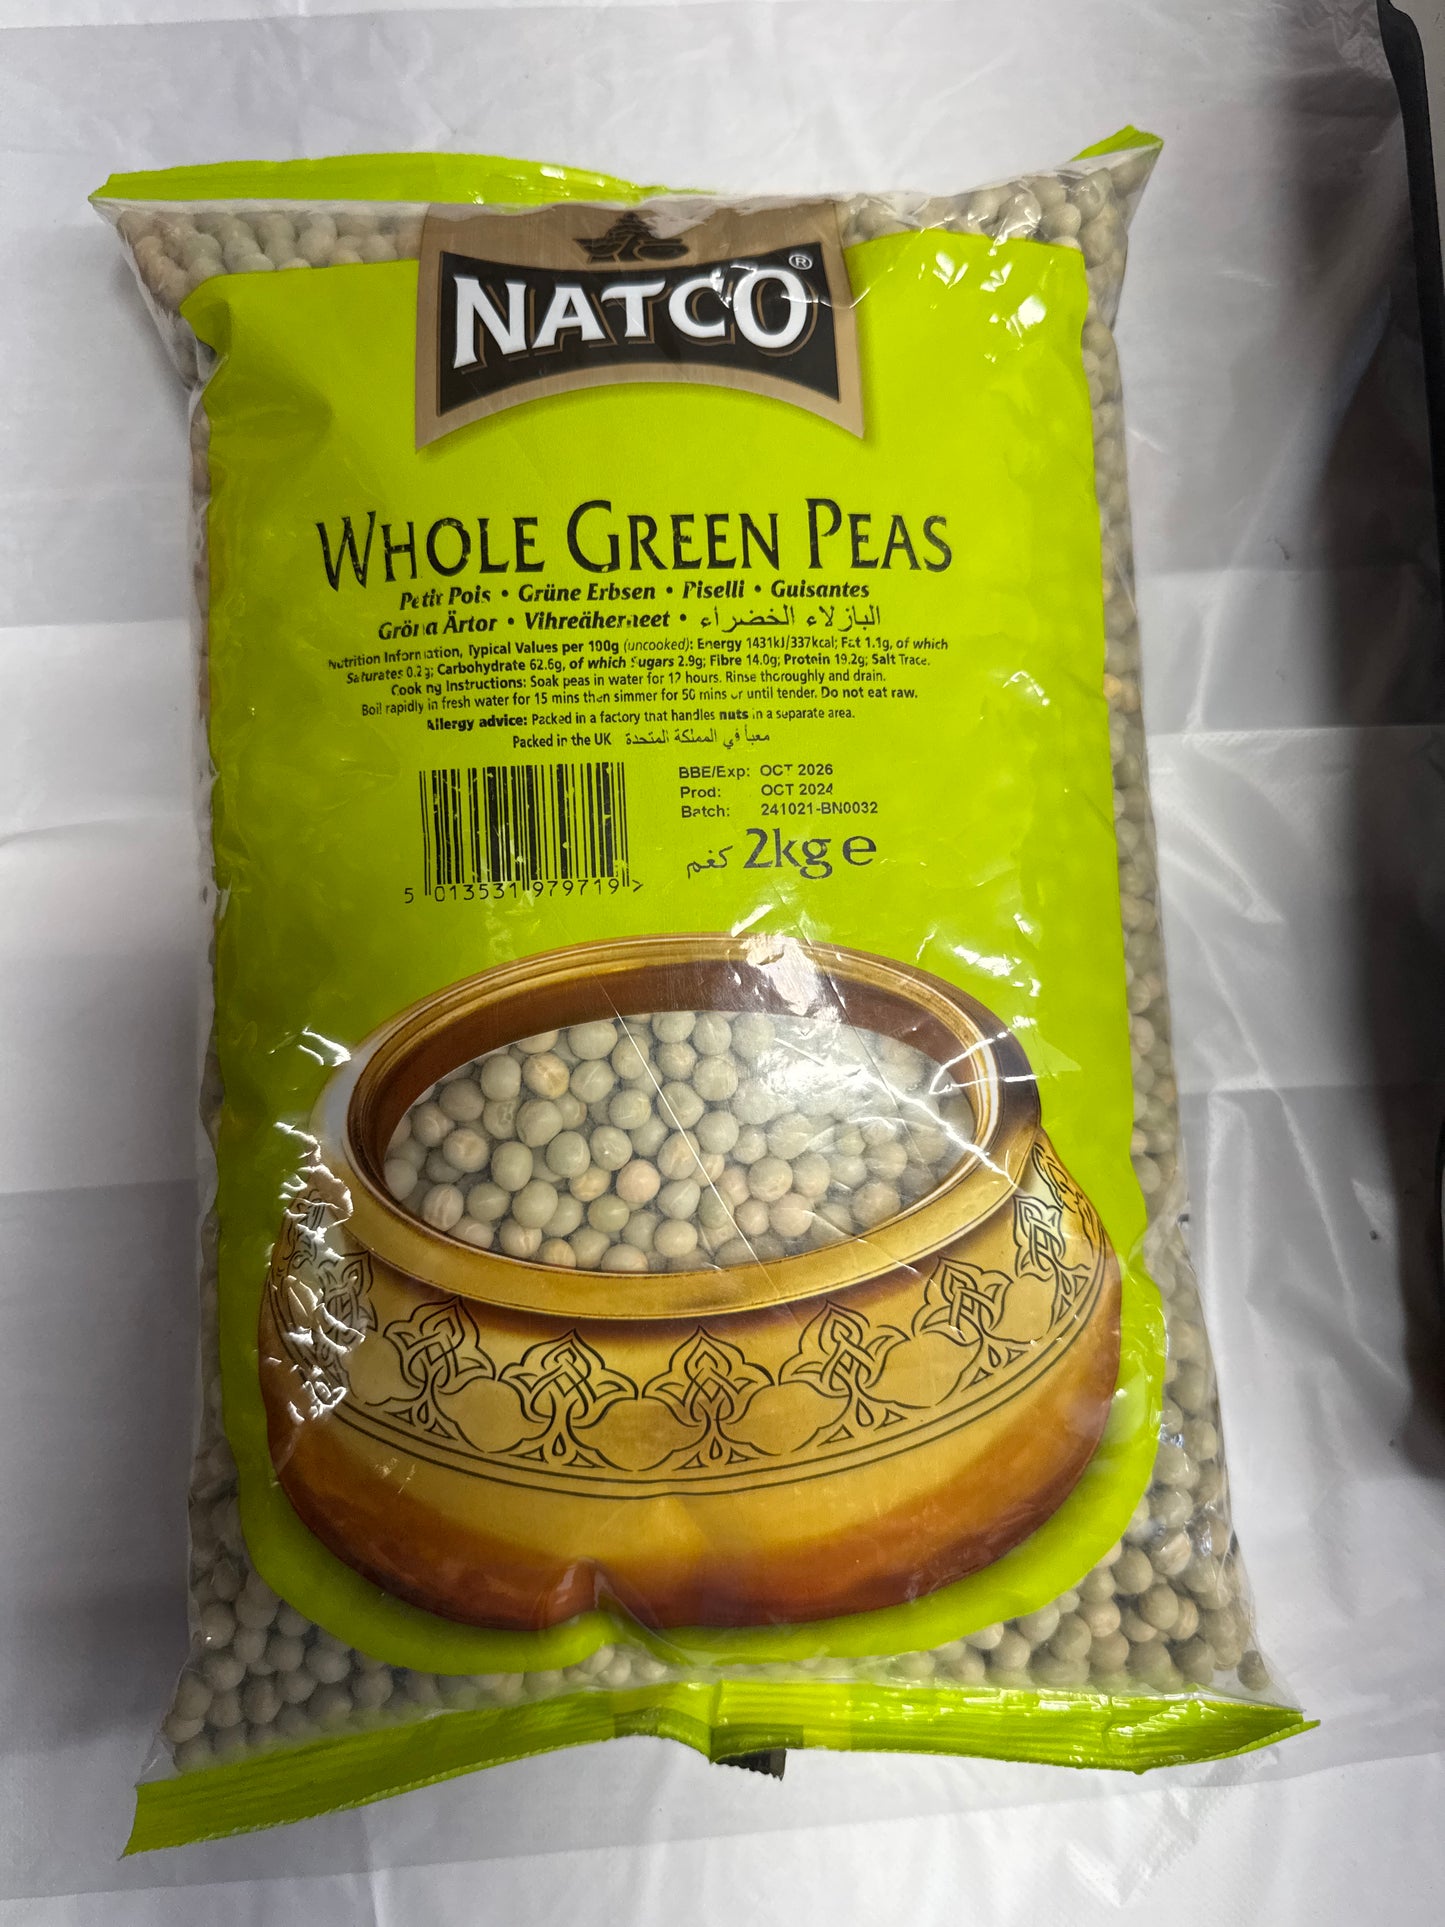 NATCO®
WHOLE GREEN PEAS
Petit Pois • Grüne Erbsen • Piselli • Guisantes
Gröna Ärtor • Vihreäherneet • البازلاء الخضراء
Nutrition Information, Typical Values per 100g (uncooked): Energy 1431kJ/337kcal; Fat 1.1g, of which
Saturates 0.2g; Carbohydrate 62.6g, of which Sugars 2.9g; Fibre 14.0g; Protein 19.2g; Salt Trace.
Cooking Instructions: Soak peas in water for 12 hours. Rinse thoroughly and drain.
Boil rapidly in fresh water for 15 mins then simmer for 50 mins or until tender. Do not eat raw.
Allergy advice: Packed in a factory that handles nuts in a separate area.
Packed in the UK معبأ في المملكة المتحدة
BBE/Exp: OCT 2026
Prod: OCT 2024
Batch: 241021-BN0032
كغم 2kg e
5 013531 979719 >